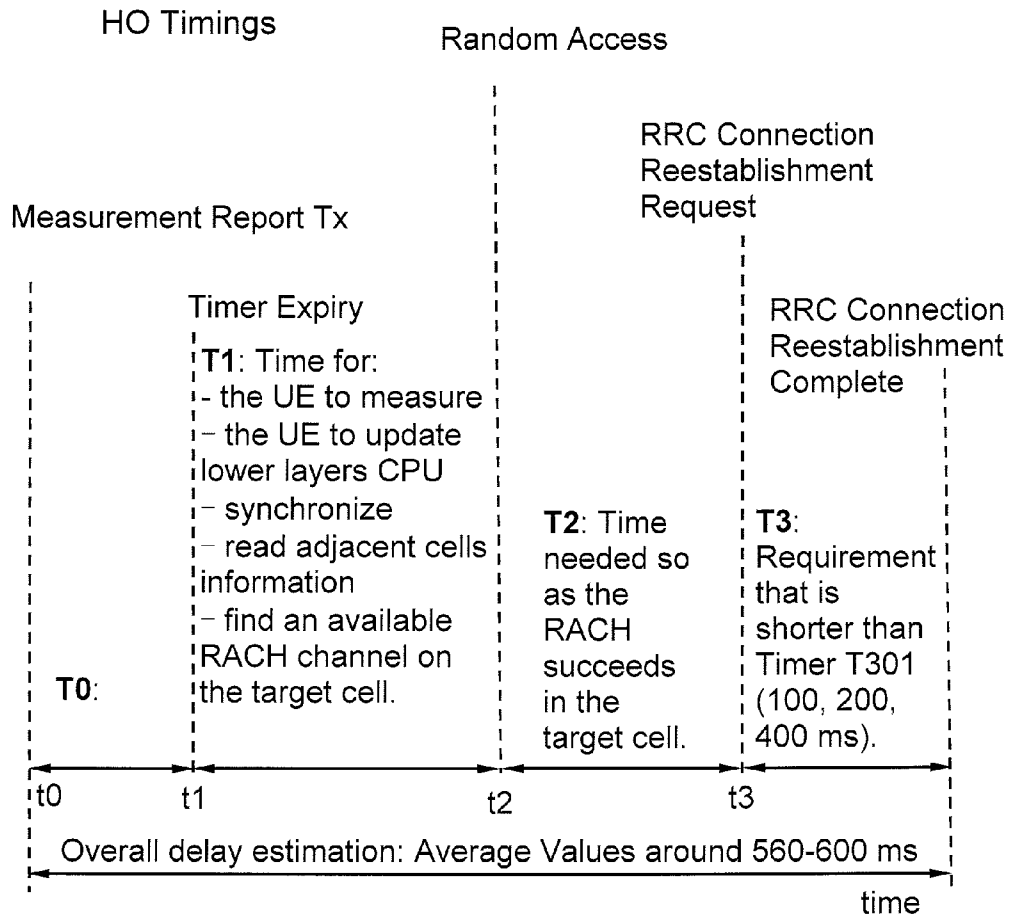 HO Timings
Random Access
RRC Connection
Reestablishment
Request
Measurement Report Tx
Timer Expiry
RRC Connection
Reestablishment
Complete
T1: Time for:
- the UE to measure
– the UE to update
lower layers CPU
– synchronize
– read adjacent cells
information
– find an available
RACH channel on
the target cell.
T0:
T2: Time
needed so
as the
RACH
succeeds
in the
target cell.
T3:
Requirement
that is
shorter than
Timer T301
(100, 200,
400 ms).
t0
t1
t2
t3
Overall delay estimation: Average Values around 560-600 ms
time